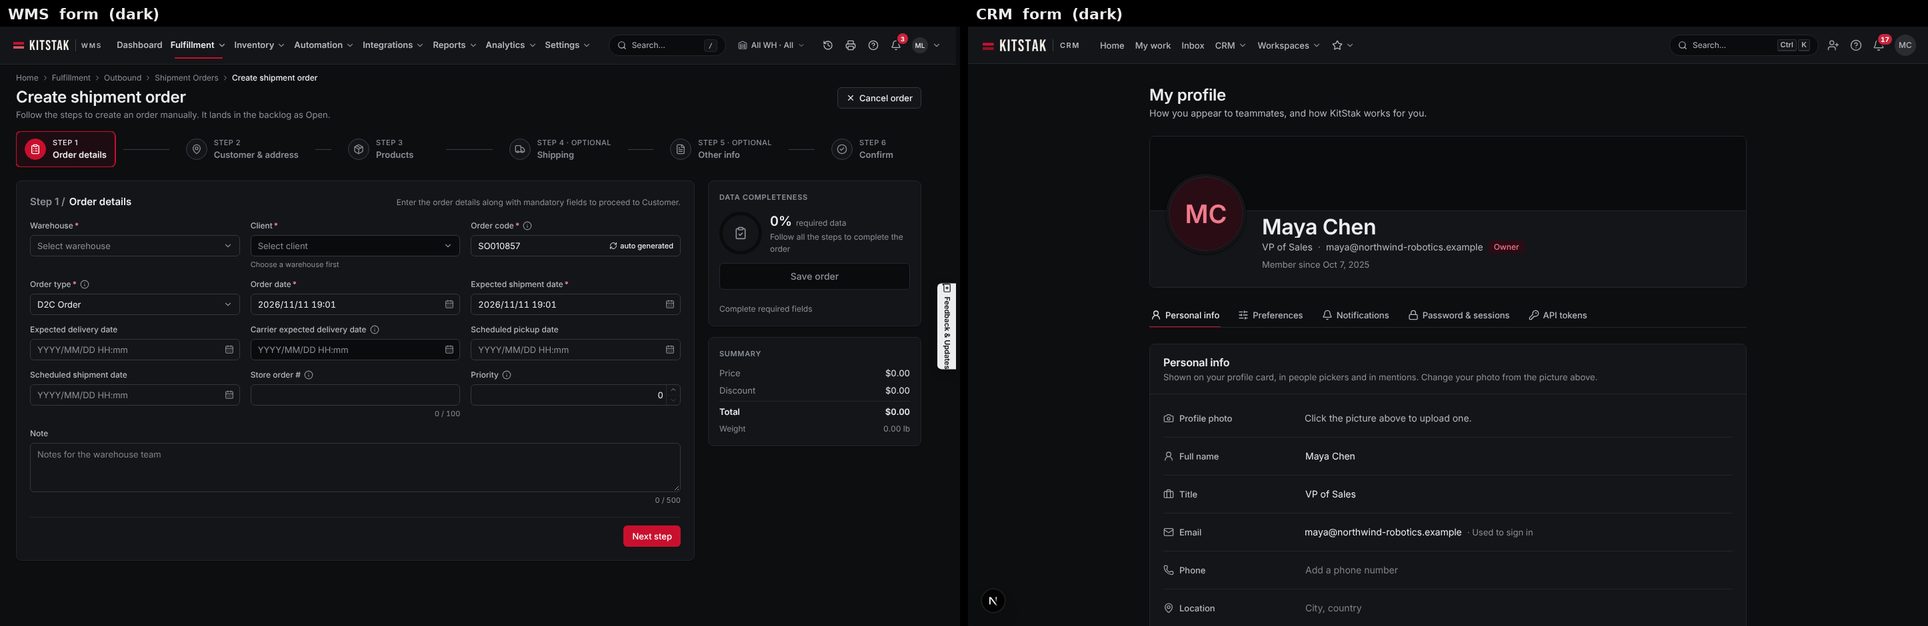 WMS form (dark)
KITSTAK WMS Dashboard Fulfillment Inventory Automation Integrations Reports Analytics Settings Search... / All WH · All 3 ML
Home > Fulfillment > Outbound > Shipment Orders > Create shipment order
Create shipment order
Cancel order
Follow the steps to create an order manually. It lands in the backlog as Open.
STEP 1
Order details
STEP 2
Customer & address
STEP 3
Products
STEP 4 · OPTIONAL
Shipping
STEP 5 · OPTIONAL
Other info
STEP 6
Confirm
Step 1 / Order details
Enter the order details along with mandatory fields to proceed to Customer.
Warehouse * Client * Order code *
Select warehouse Select client SO010857 auto generated
Choose a warehouse first
Order type * Order date * Expected shipment date *
D2C Order 2026/11/11 19:01 2026/11/11 19:01
Expected delivery date Carrier expected delivery date Scheduled pickup date
YYYY/MM/DD HH:mm YYYY/MM/DD HH:mm YYYY/MM/DD HH:mm
Scheduled shipment date Store order # Priority
YYYY/MM/DD HH:mm 0
0 / 100
Note
Notes for the warehouse team
0 / 500
Next step
DATA COMPLETENESS
0% required data
Follow all the steps to complete the
order
Save order
Complete required fields
SUMMARY
Price $0.00
Discount $0.00
Total $0.00
Weight 0.00 lb
Feedback & Updates
CRM form (dark)
KITSTAK CRM Home My work Inbox CRM Workspaces Search... Ctrl K 17 MC
My profile
How you appear to teammates, and how KitStak works for you.
MC
Maya Chen
VP of Sales · maya@northwind-robotics.example Owner
Member since Oct 7, 2025
Personal info Preferences Notifications Password & sessions API tokens
Personal info
Shown on your profile card, in people pickers and in mentions. Change your photo from the picture above.
Profile photo Click the picture above to upload one.
Full name Maya Chen
Title VP of Sales
Email maya@northwind-robotics.example · Used to sign in
Phone Add a phone number
Location City, country
N